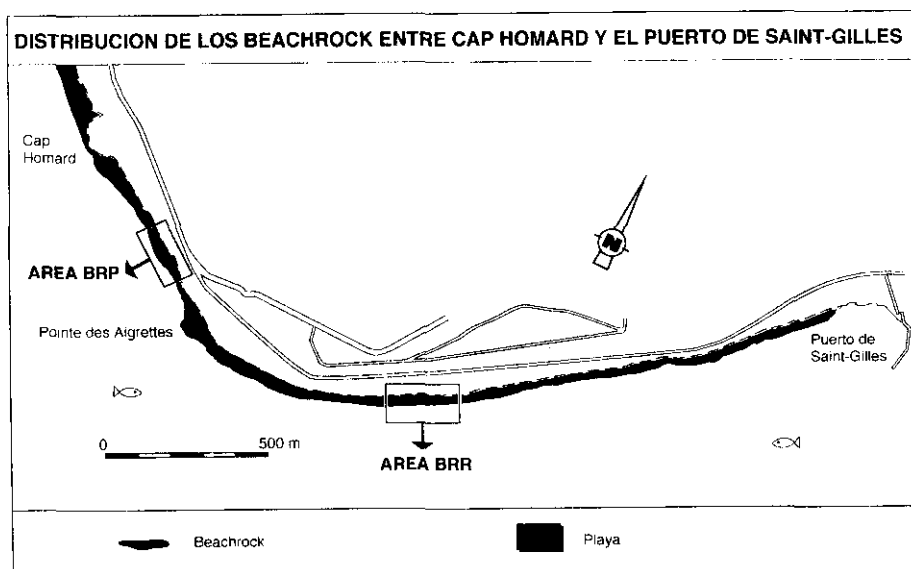 DISTRIBUCION DE LOS BEACHROCK ENTRE CAP HOMARD Y EL PUERTO DE SAINT-GILLES
Cap
Homard
N
AREA BRP
Pointe des Aigrettes
Puerto de
Saint-Gilles
0 500 m
AREA BRR
Beachrock
Playa